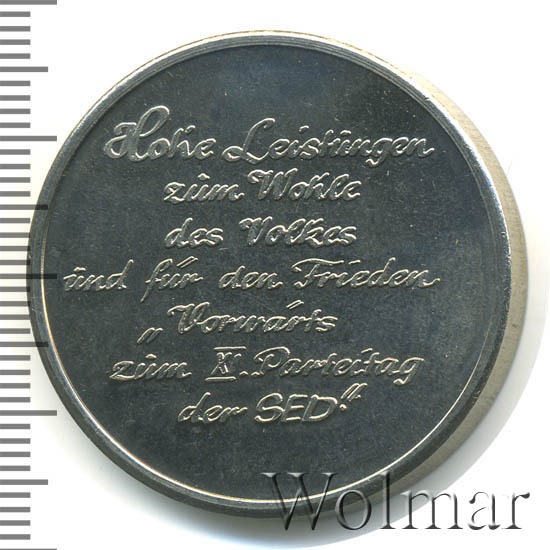 Hohe Leistungen
zum Wohle
des Volkes
und für den Frieden
„Vorwärts
zum XI. Parteitag
der SED“
Wolmar